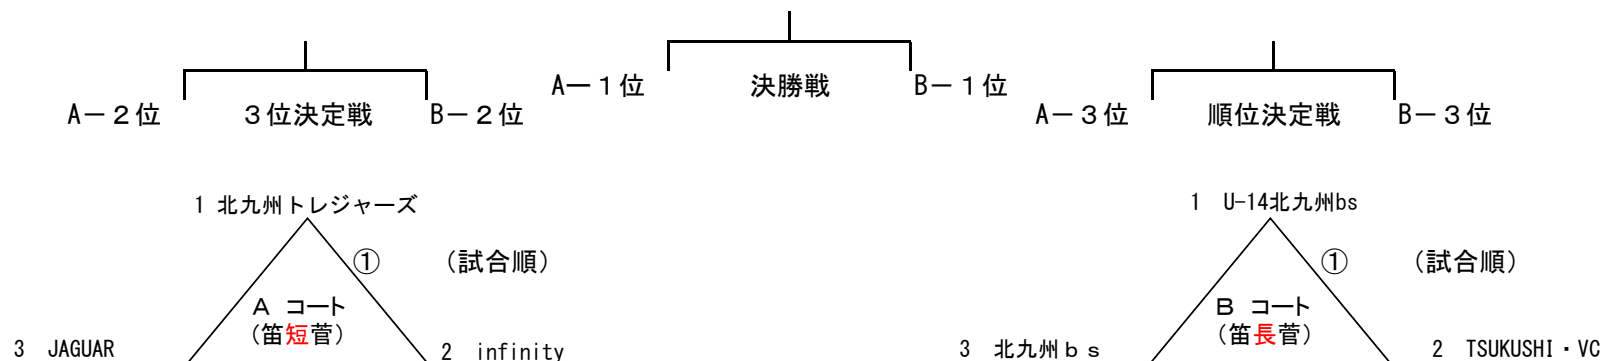 A－１位 決勝戦 B－１位
A－２位 ３位決定戦 B－２位
A－３位 順位決定戦 B－３位
1 北九州トレジャーズ
① (試合順)
A コート
(笛短菅)
3 JAGUAR
2 infinity
1 U-14北九州bs
① (試合順)
B コート
(笛長菅)
3 北九州ｂｓ
2 TSUKUSHI・VC